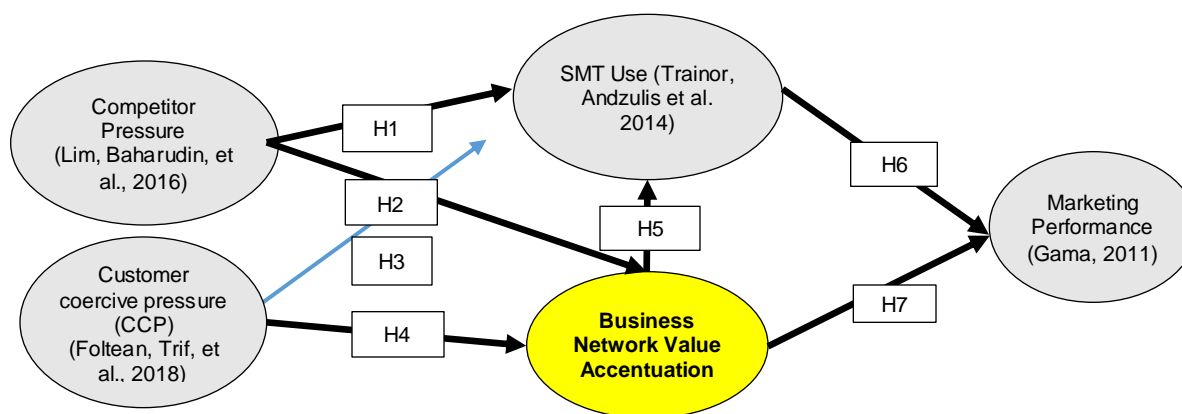 Competitor
Pressure
(Lim, Baharudin, et
al., 2016)
SMT Use (Trainor,
Andzulis et al.
2014)
H1
H2
H3
H4
H5
H6
H7
Customer
coercive pressure
(CCP)
(Foltean, Trif, et
al., 2018)
Business
Network Value
Accentuation
Marketing
Performance
(Gama, 2011)